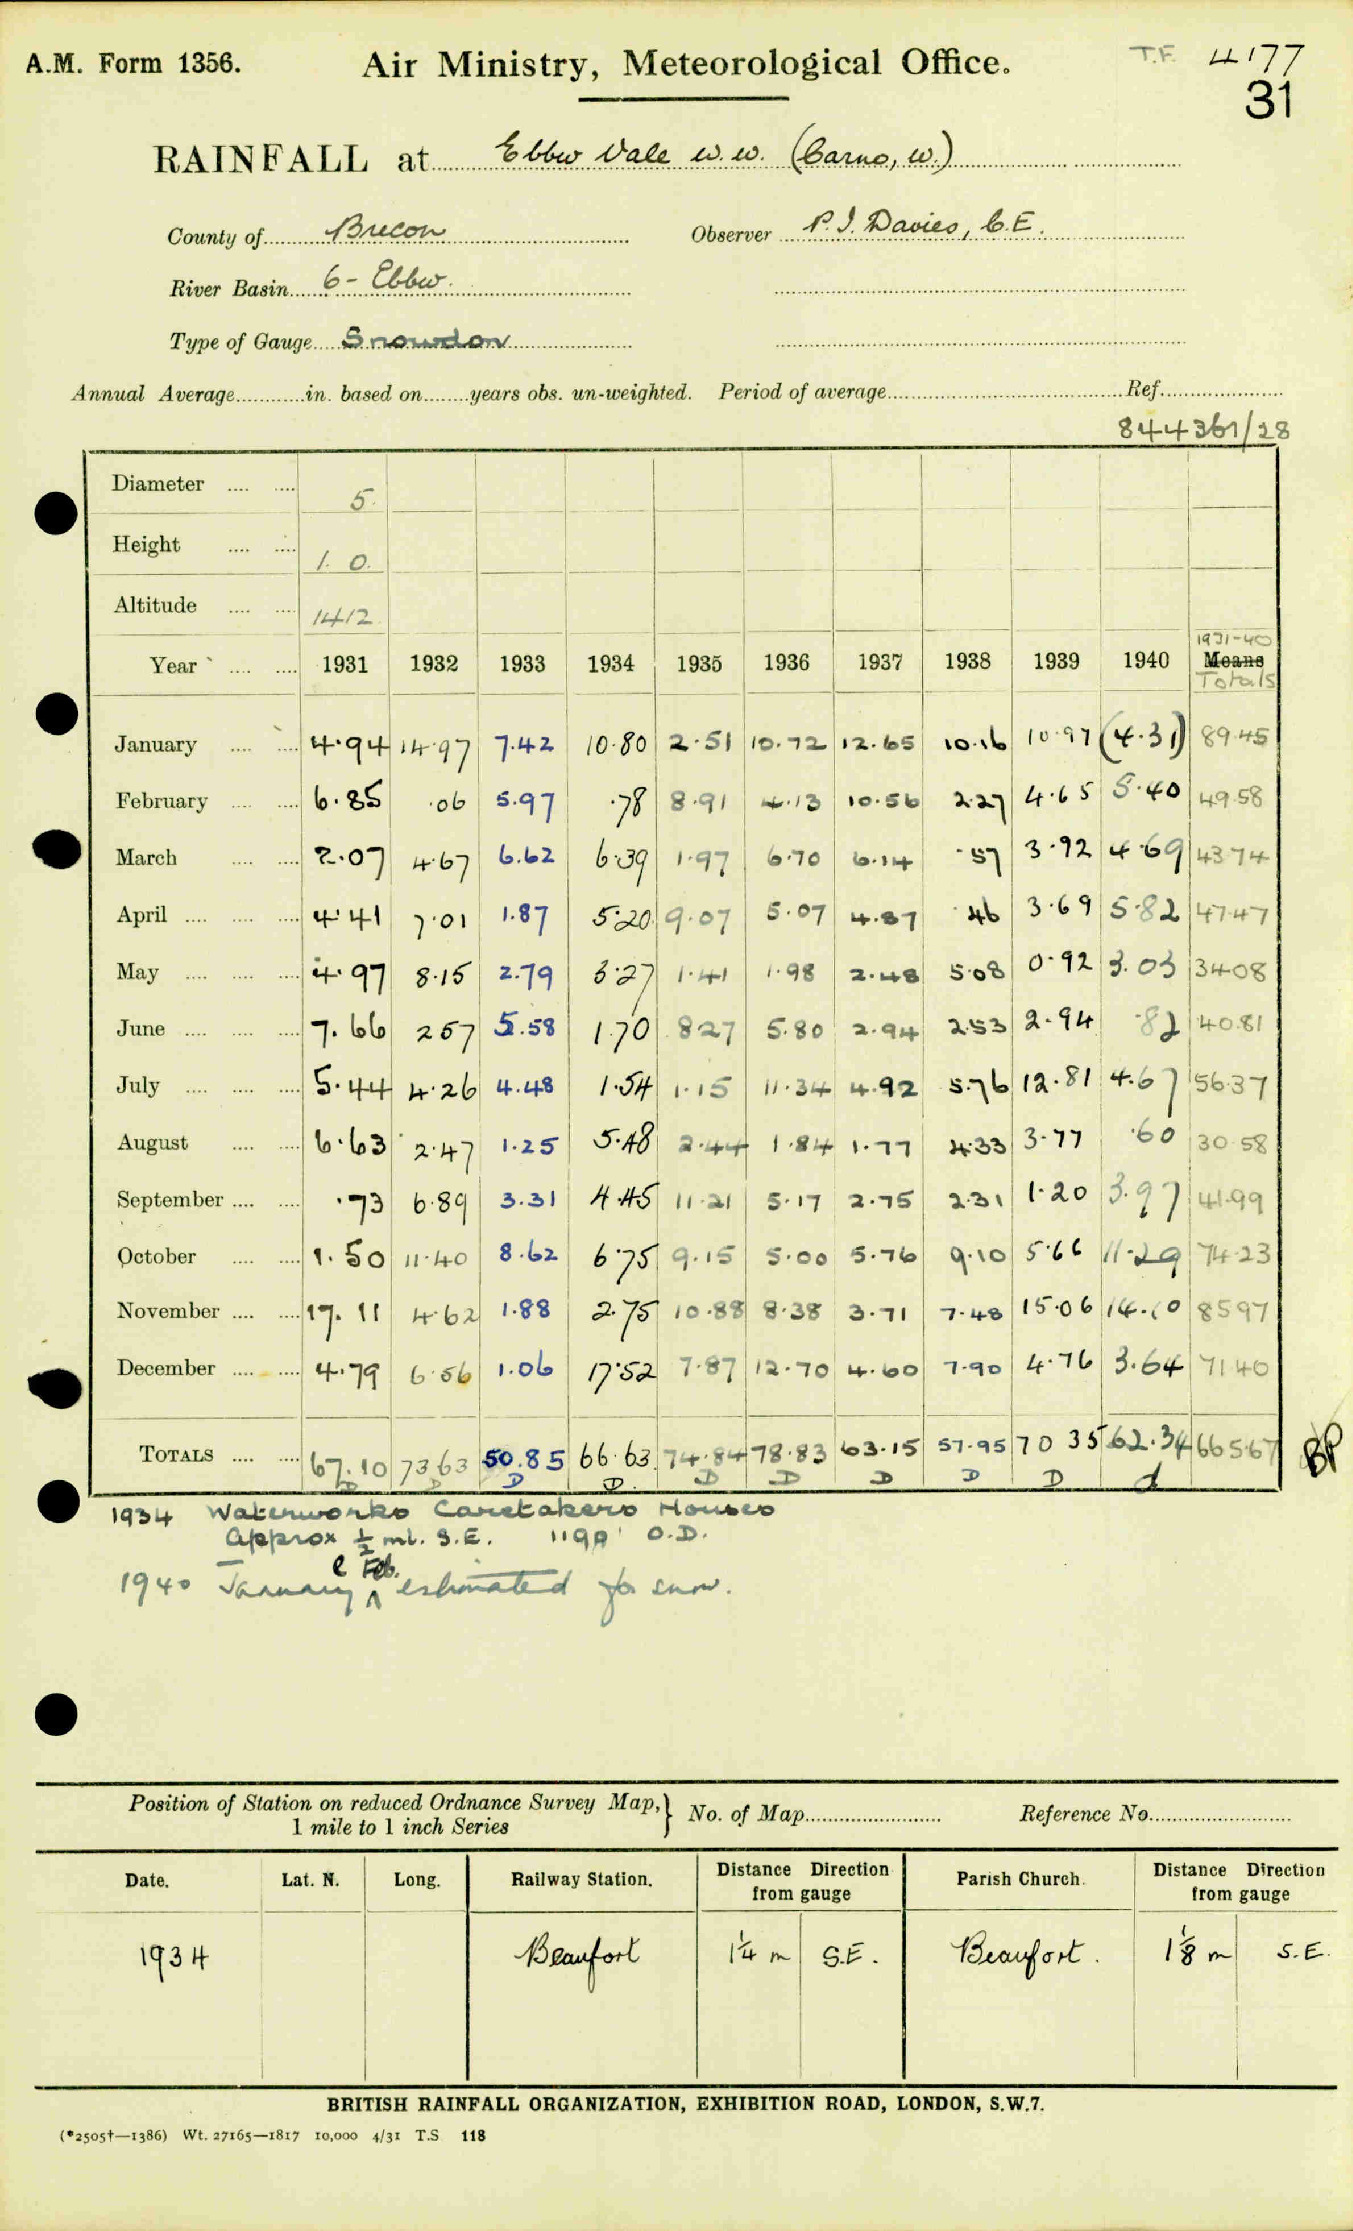 A.M. Form 1356. Air Ministry, Meteorological Office. T.F. 4177
31
RAINFALL at Ebbw Vale W.W. (Carno, W.)
County of Brecon Observer P. I. Davies, C.E.
River Basin 6 - Ebbw.
Type of Gauge Snowdon
Annual Average in. based on years obs. un-weighted. Period of average Ref.
844361/28
Diameter 5.
Height 1. 0.
Altitude 1412
1931-40
Year 1931 1932 1933 1934 1935 1936 1937 1938 1939 1940 Means
Totals
January 4.94 14.97 7.42 10.80 2.51 10.72 12.65 10.16 10.97 (4.31) 89.45
February 6.85 .06 5.97 .78 8.91 4.13 10.56 2.27 4.65 5.40 49.58
March 2.07 4.67 6.62 6.39 1.97 6.70 6.14 .57 3.92 4.69 43.74
April 4.41 7.01 1.87 5.20 9.07 5.07 4.87 .46 3.69 5.82 47.47
May 4.97 8.15 2.79 3.27 1.41 1.98 2.48 5.08 0.92 3.03 34.08
June 7.66 2.57 5.58 1.70 8.27 5.80 2.94 2.53 2.94 .82 40.81
July 5.44 4.26 4.48 1.54 1.15 11.34 4.92 5.76 12.81 4.67 56.37
August 6.63 2.47 1.25 5.48 2.44 1.84 1.77 4.33 3.77 .60 30.58
September .73 6.89 3.31 4.45 11.21 5.17 2.75 2.31 1.20 3.97 41.99
October 1.50 11.40 8.62 6.75 9.15 5.00 5.76 9.10 5.66 11.29 74.23
November 17.11 4.62 1.88 2.75 10.88 8.38 3.71 7.48 15.06 14.10 85.97
December 4.79 6.56 1.06 17.52 7.87 12.70 4.60 7.90 4.76 3.64 71.40
TOTALS 67.10 73.63 50.85 66.63 74.84 78.83 63.15 57.95 70.35 62.34 665.67 BP
D D D D D D D D D d
1934 Waterworks Caretakers Houses
Approx ½ ml. S.E. 1190' O.D.
& Feb.
1940 January ^ estimated for snow.
Position of Station on reduced Ordnance Survey Map,} No. of Map Reference No.
1 mile to 1 inch Series
Date. Lat. N. Long. Railway Station. Distance Direction from gauge Parish Church. Distance Direction from gauge
1934 Beaufort 1¼ m S.E. Beaufort. 1⅛ m S.E.
BRITISH RAINFALL ORGANIZATION, EXHIBITION ROAD, LONDON, S.W.7.
(*2505†—1386) Wt. 27165—1817 10,000 4/31 T.S 118